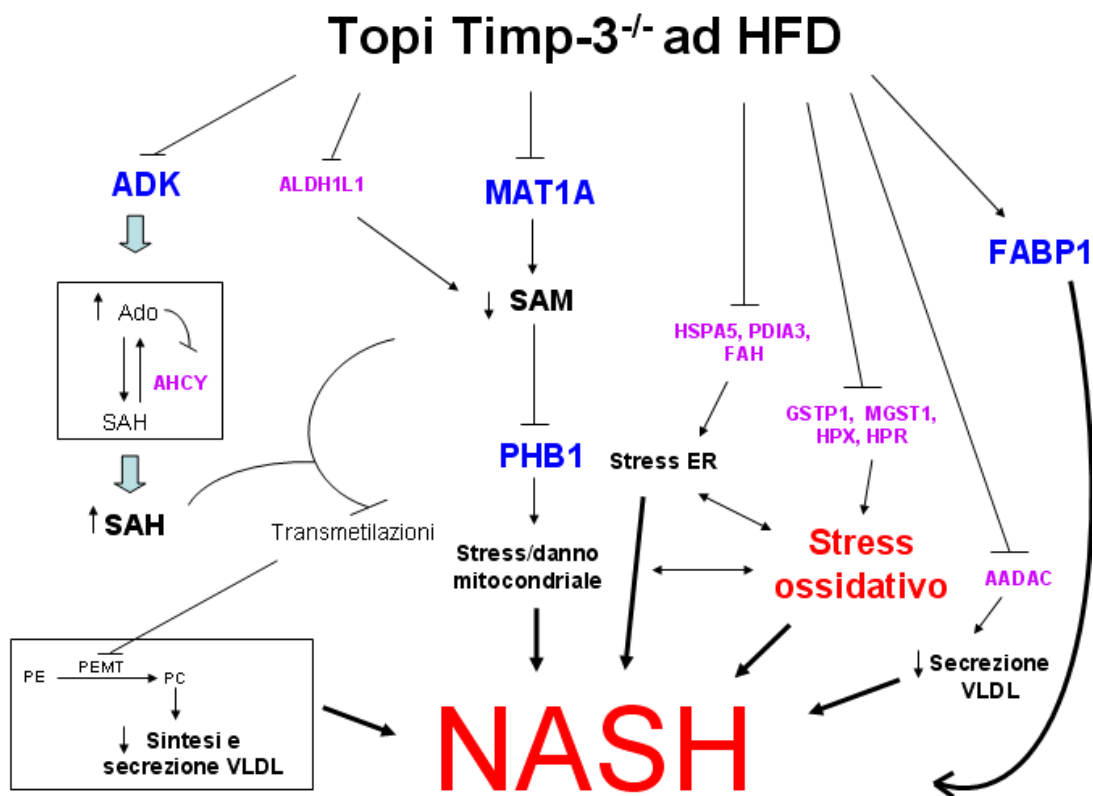 Topi Timp-3-/- ad HFD
ADK
ALDH1L1
MAT1A
FABP1
Ado
AHCY
SAH
SAM
HSPA5, PDIA3,
FAH
GSTP1, MGST1,
HPX, HPR
SAH
Transmetilazioni
PHB1
Stress ER
Stress/danno
mitocondriale
Stress
ossidativo
AADAC
Secrezione
VLDL
PE
PEMT
PC
Sintesi e
secrezione VLDL
NASH